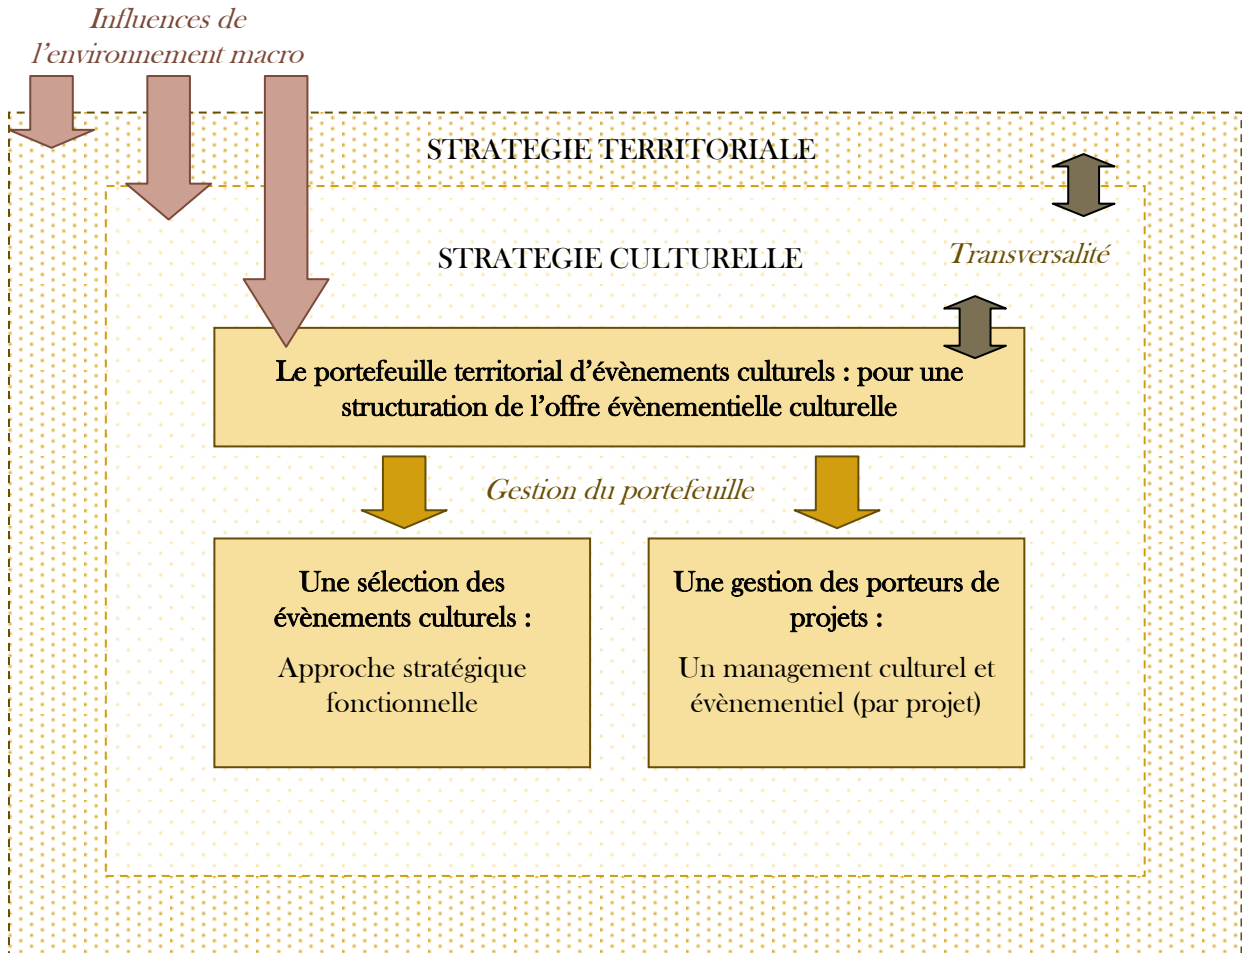 Influences de
l’environnement macro
STRATEGIE TERRITORIALE
STRATEGIE CULTURELLE
Transversalité
Le portefeuille territorial d’évènements culturels : pour une
structuration de l’offre évènementielle culturelle
Gestion du portefeuille
Une sélection des
évènements culturels :
Approche stratégique
fonctionnelle
Une gestion des porteurs de
projets :
Un management culturel et
évènementiel (par projet)